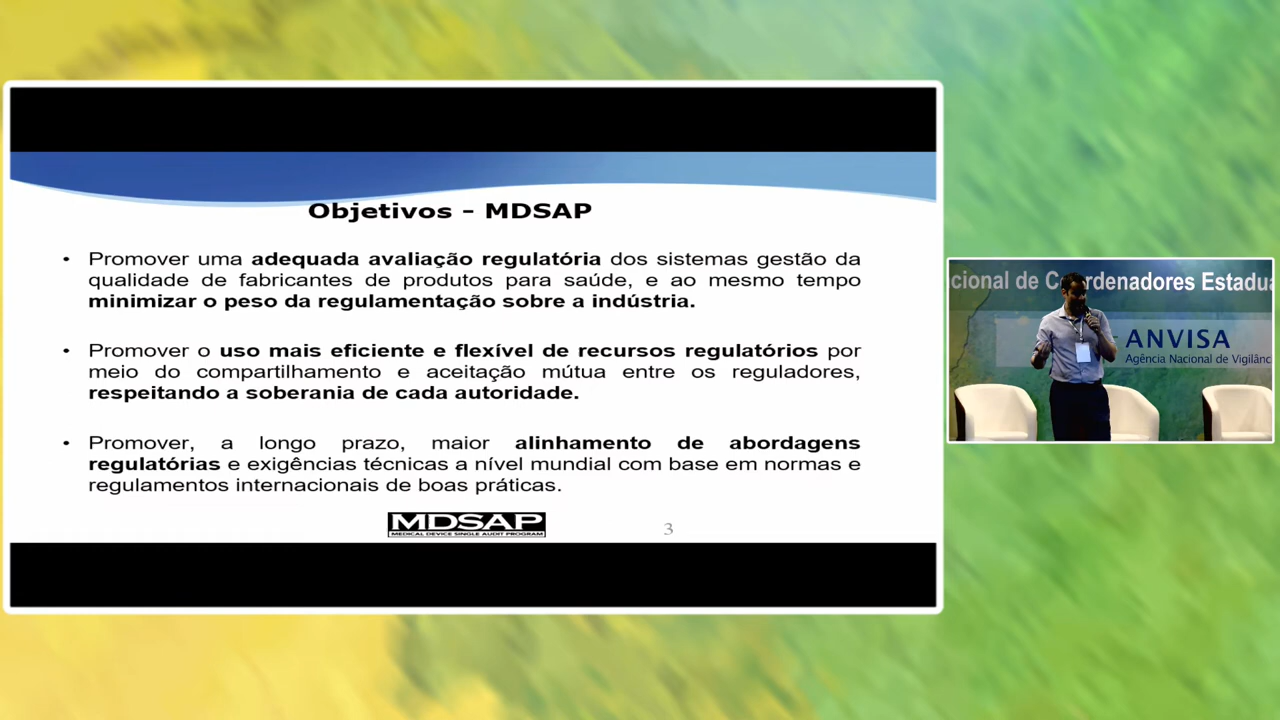 Objetivos – MDSAP
• Promover uma adequada avaliação regulatória dos sistemas gestão da
qualidade de fabricantes de produtos para saúde, e ao mesmo tempo
minimizar o peso da regulamentação sobre a indústria.
• Promover o uso mais eficiente e flexível de recursos regulatórios por
meio do compartilhamento e aceitação mútua entre os reguladores,
respeitando a soberania de cada autoridade.
• Promover, a longo prazo, maior alinhamento de abordagens
regulatórias e exigências técnicas a nível mundial com base em normas e
regulamentos internacionais de boas práticas.
MDSAP
MEDICAL DEVICE SINGLE AUDIT PROGRAM
3
cional de Co rdenadores Estadua
ANVISA
Agência Nacional de Vigilânc